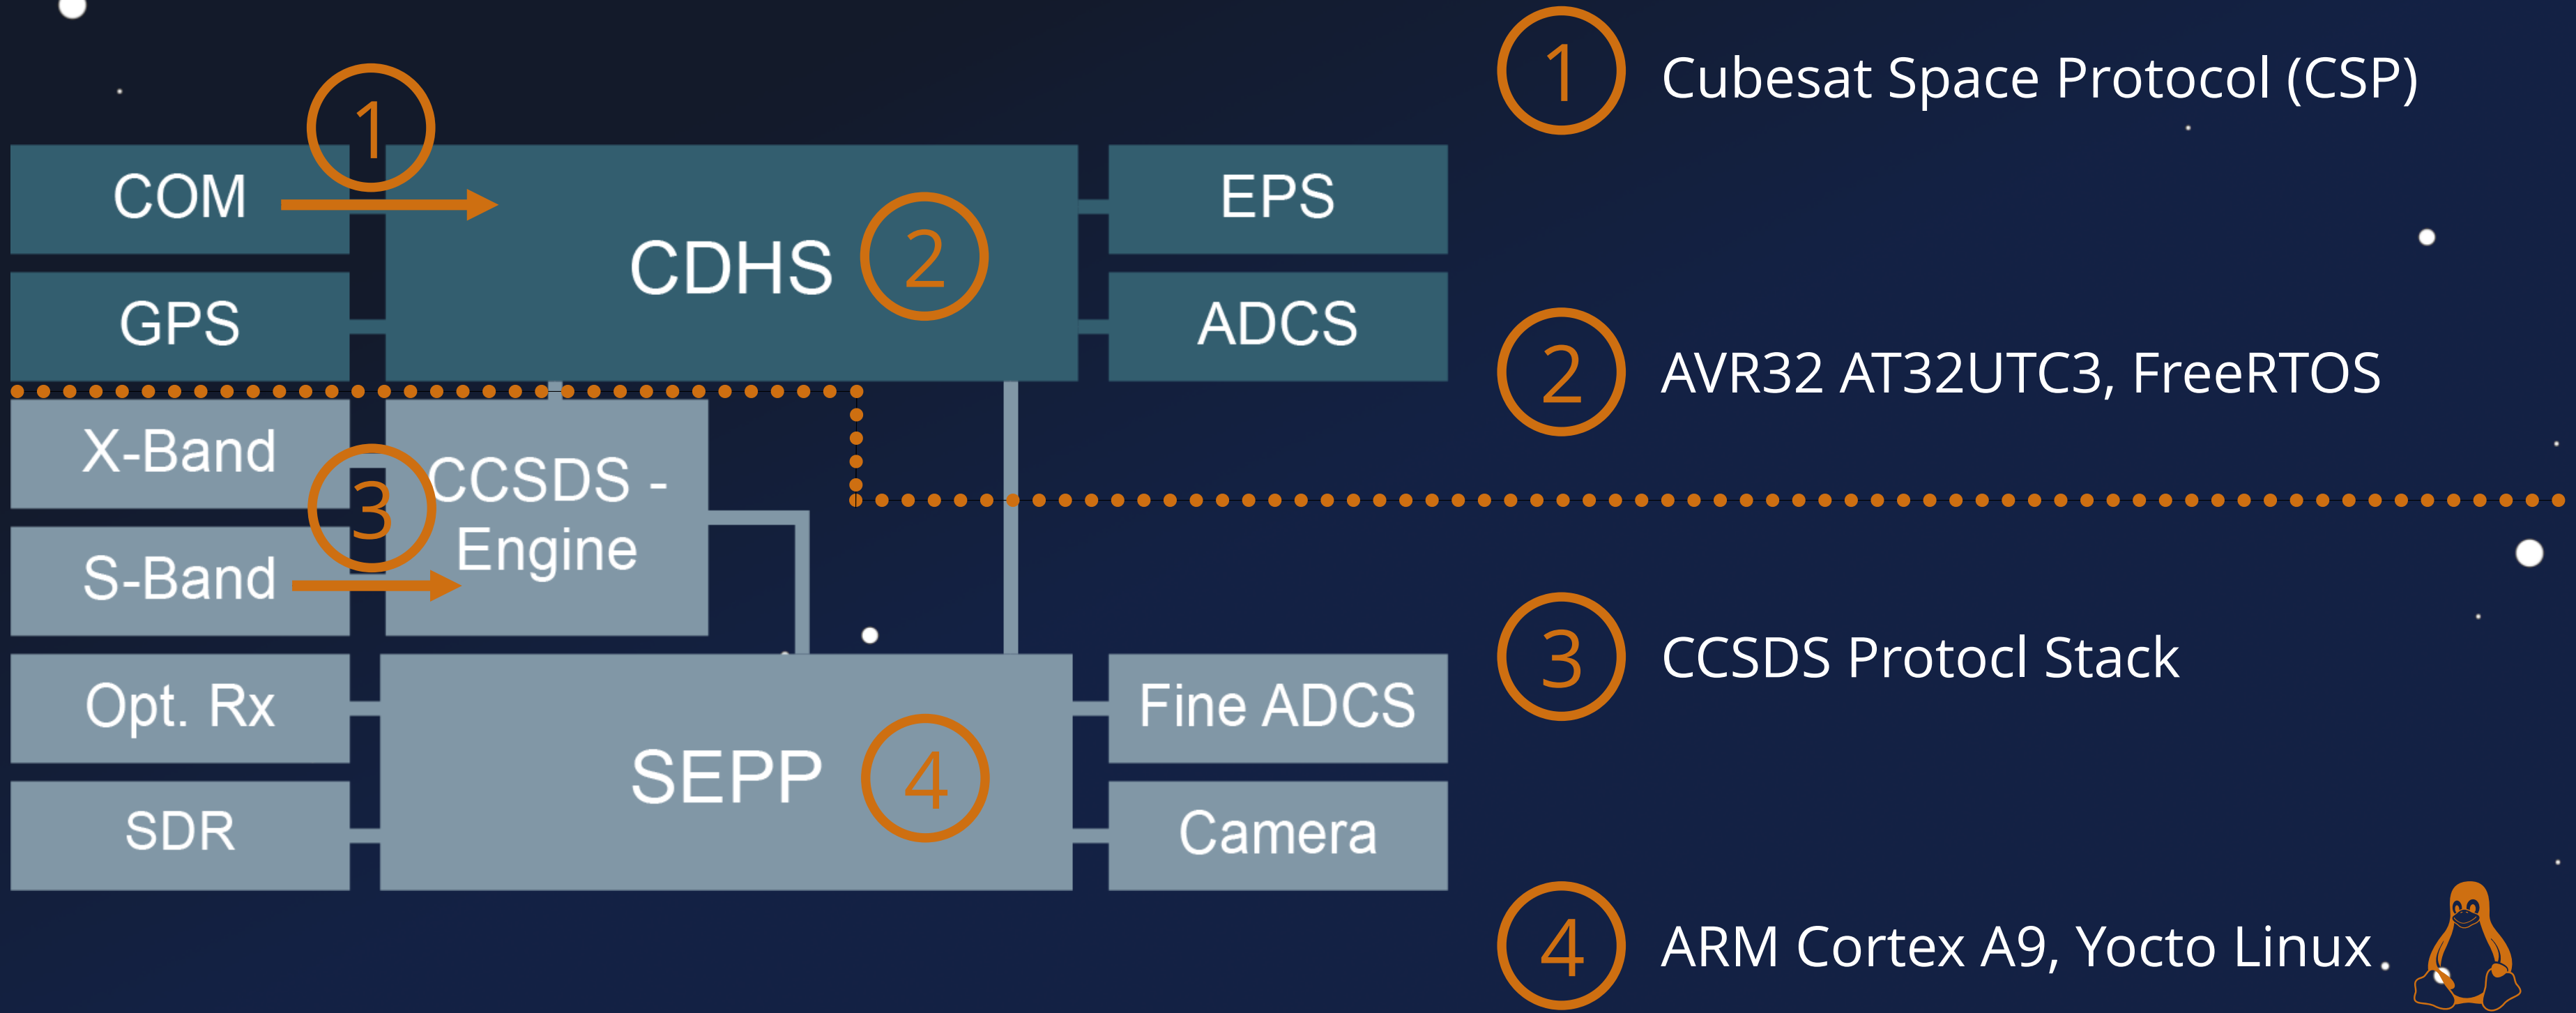 1
COM
CDHS
2
EPS
GPS
ADCS
X-Band
3
CCSDS -
Engine
S-Band
Opt. Rx
SEPP
4
Fine ADCS
SDR
Camera
1
Cubesat Space Protocol (CSP)
2
AVR32 AT32UTC3, FreeRTOS
3
CCSDS Protocl Stack
4
ARM Cortex A9, Yocto Linux